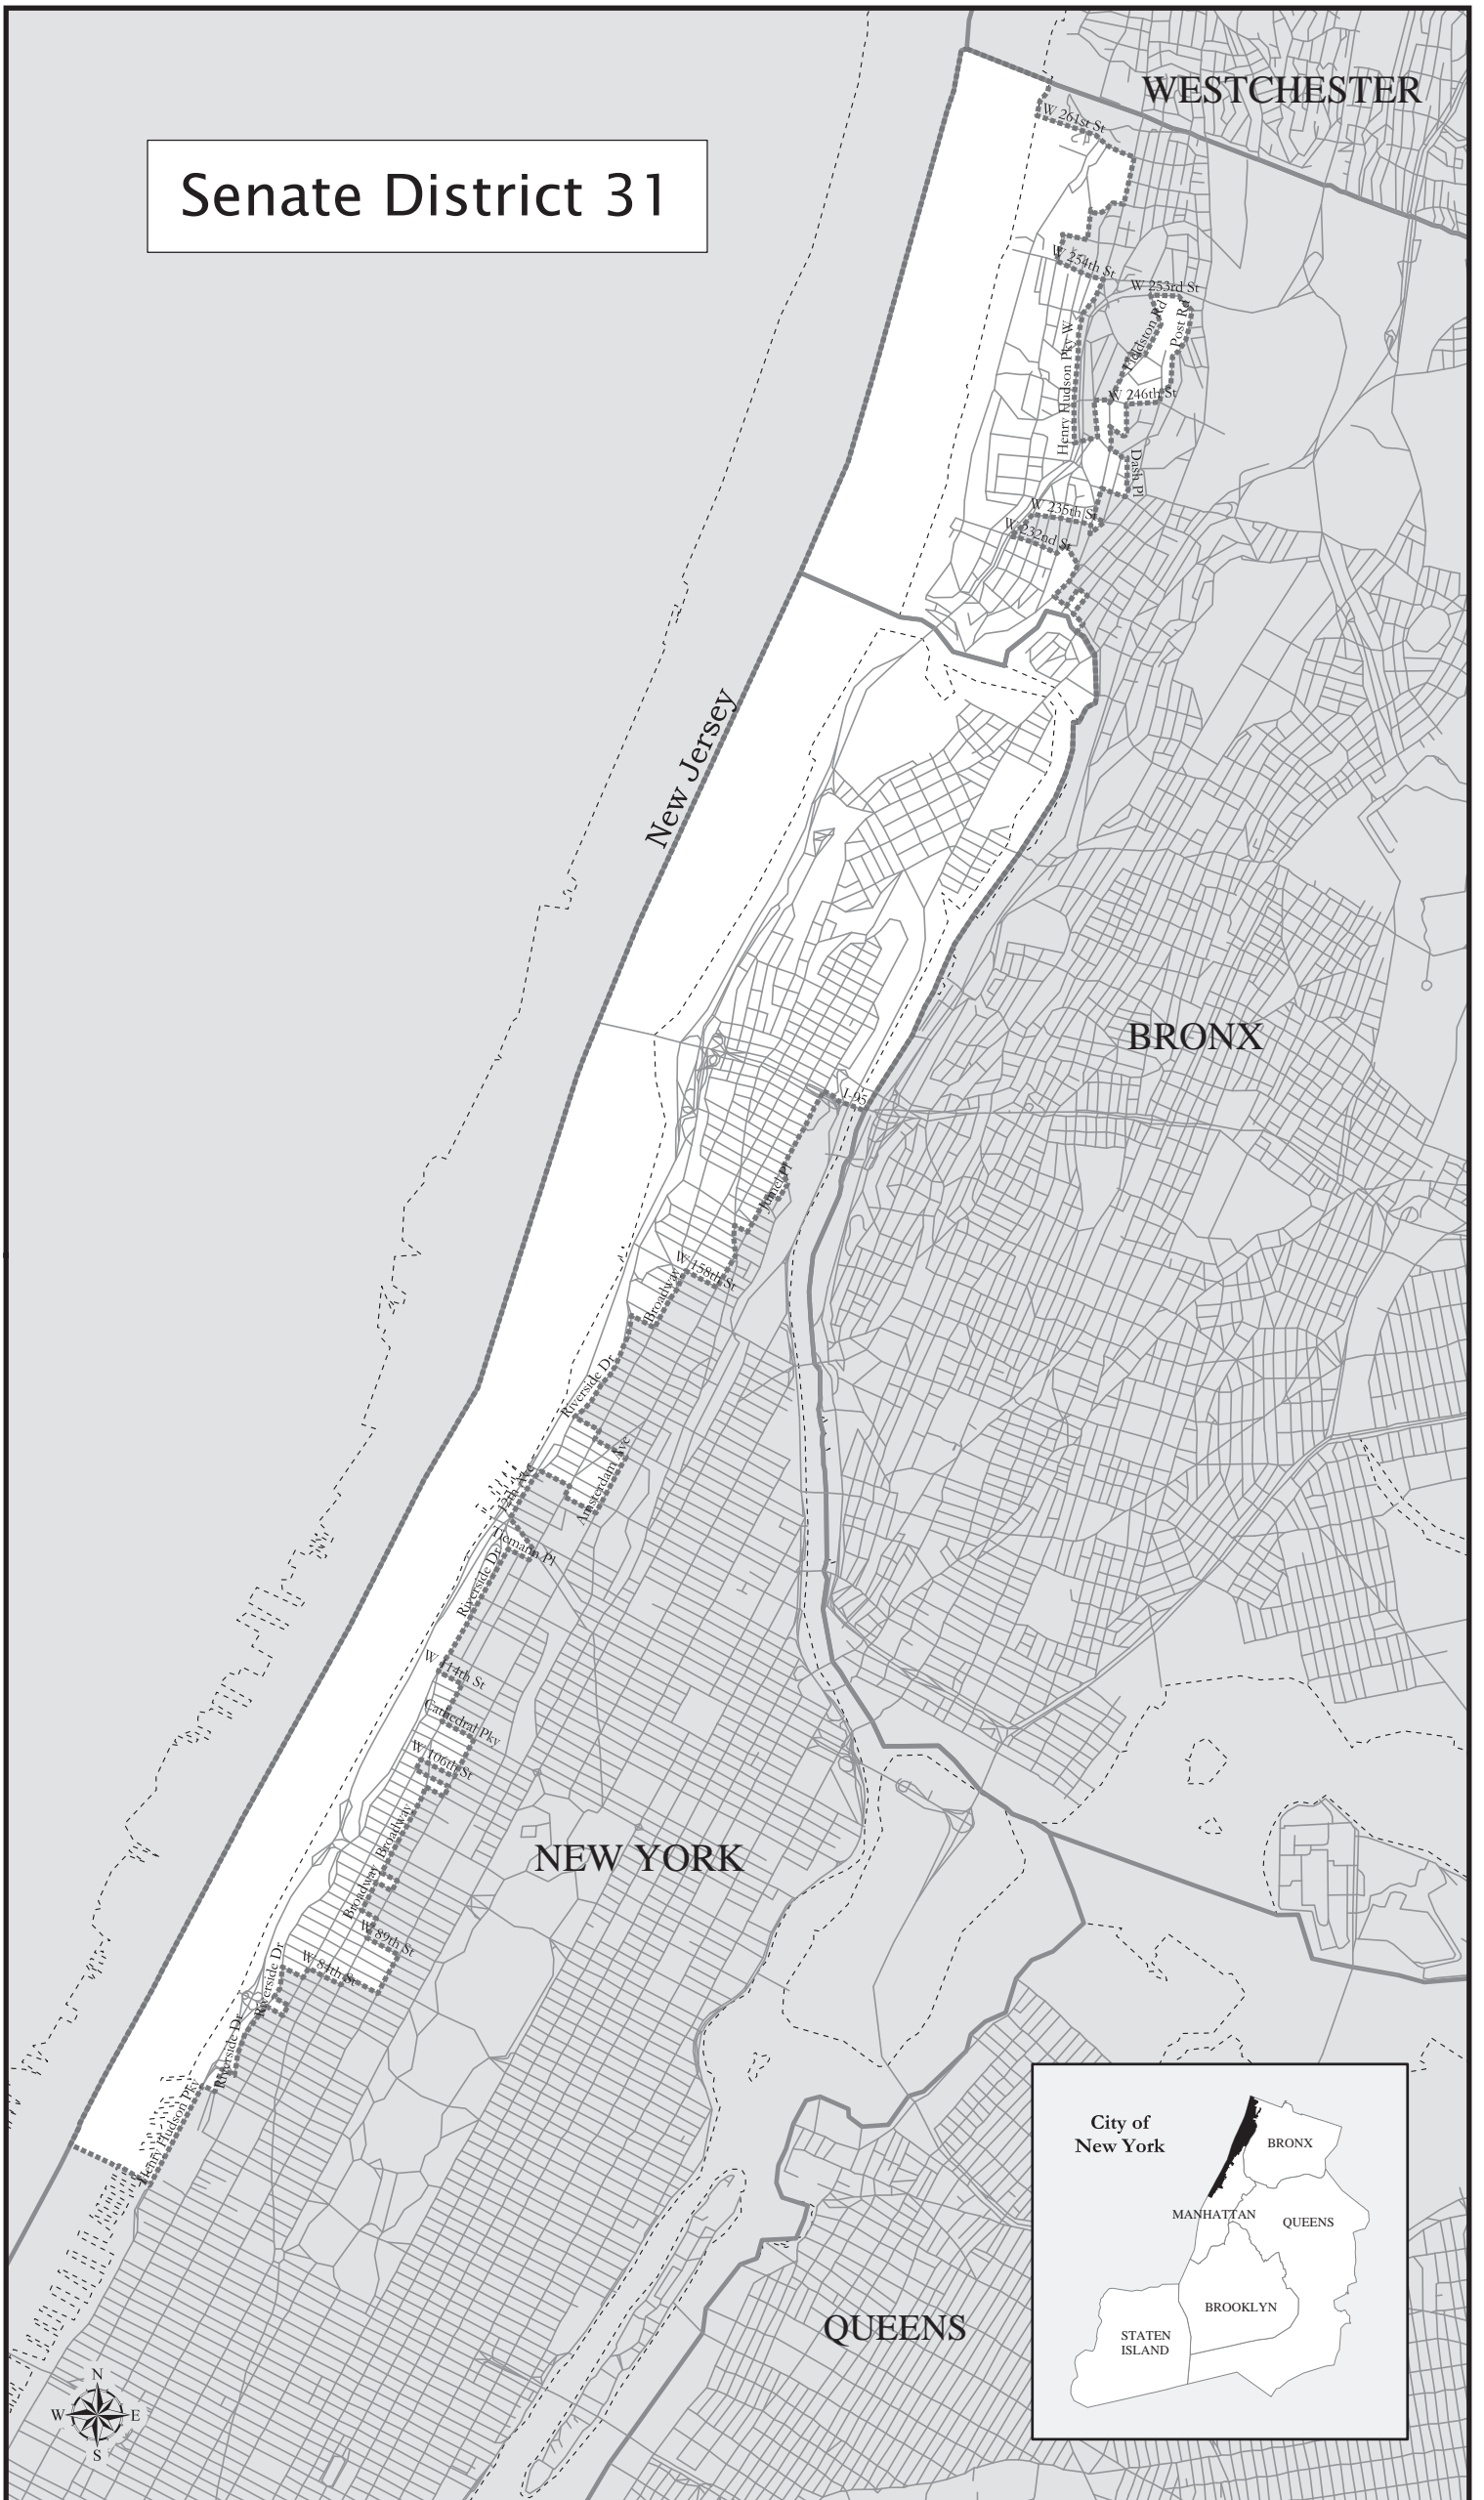 WESTCHESTER
W 261st St
Senate District 31
W 254th St
W 253rd St
Fieldston Rd
Post Rd
Henry Hudson Pky W
W 246th St
Dash Pl
W 235th St
W 232nd St
New Jersey
BRONX
I-95
Jumel Pl
W 158th St
Broadway
Riverside Dr
Amsterdam Ave
12th Ave
Tiemann Pl
Riverside Dr
W 114th St
Cathedral Pky
W 106th St
Broadway
NEW YORK
Broadway
W 89th St
W 84th St
Riverside Dr
Riverside Dr
Henry Hudson Pky
City of
New York
BRONX
MANHATTAN
QUEENS
BROOKLYN
STATEN
ISLAND
QUEENS
N
W E
S